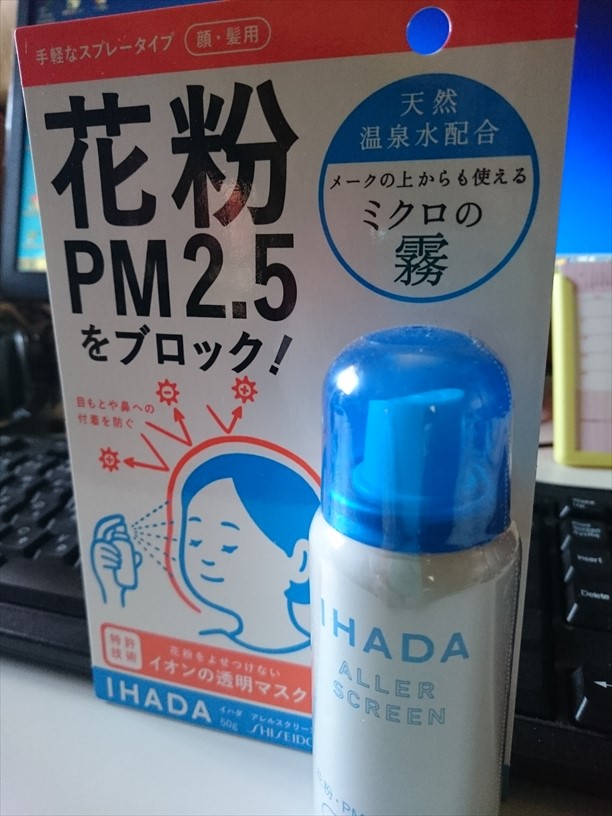 手軽なスプレータイプ
顔・髪用
花粉
PM2.5
をブロック!
天然
温泉水配合
メークの上からも使える
ミクロの
霧
目もとや鼻への
付着を防ぐ
特許
技術
花粉をよせつけない
イオンの透明マスク
IHADA
イハダ アレルスクリーン
50g
SHISEIDO
IHADA
ALLER
SCREEN
Insert
Delete